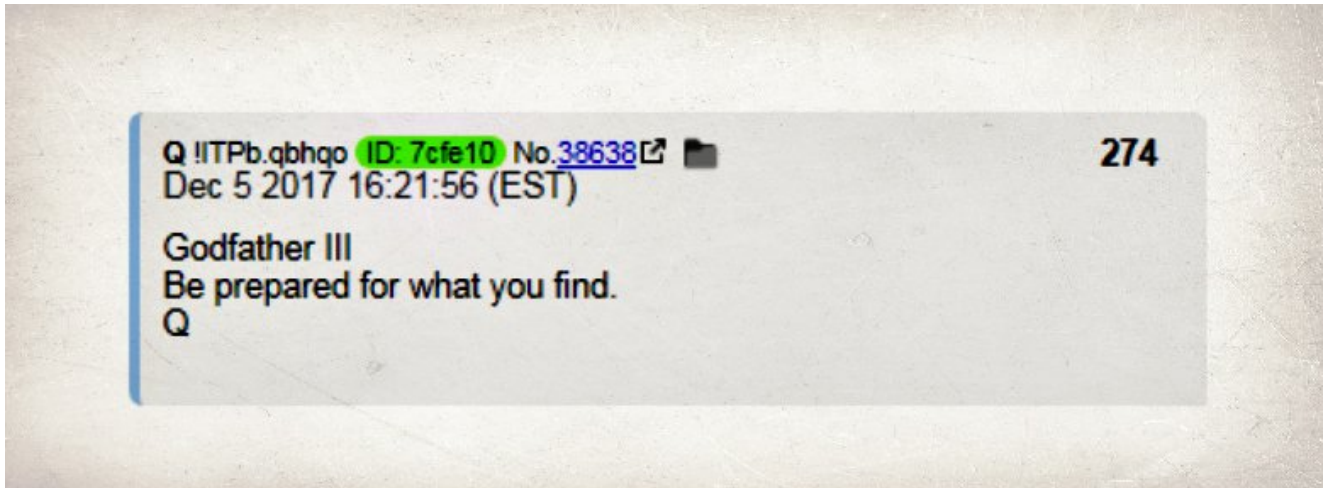 Q !ITPb.qbhqo ID: 7cfe10 No.38638 274
Dec 5 2017 16:21:56 (EST)
Godfather III
Be prepared for what you find.
Q